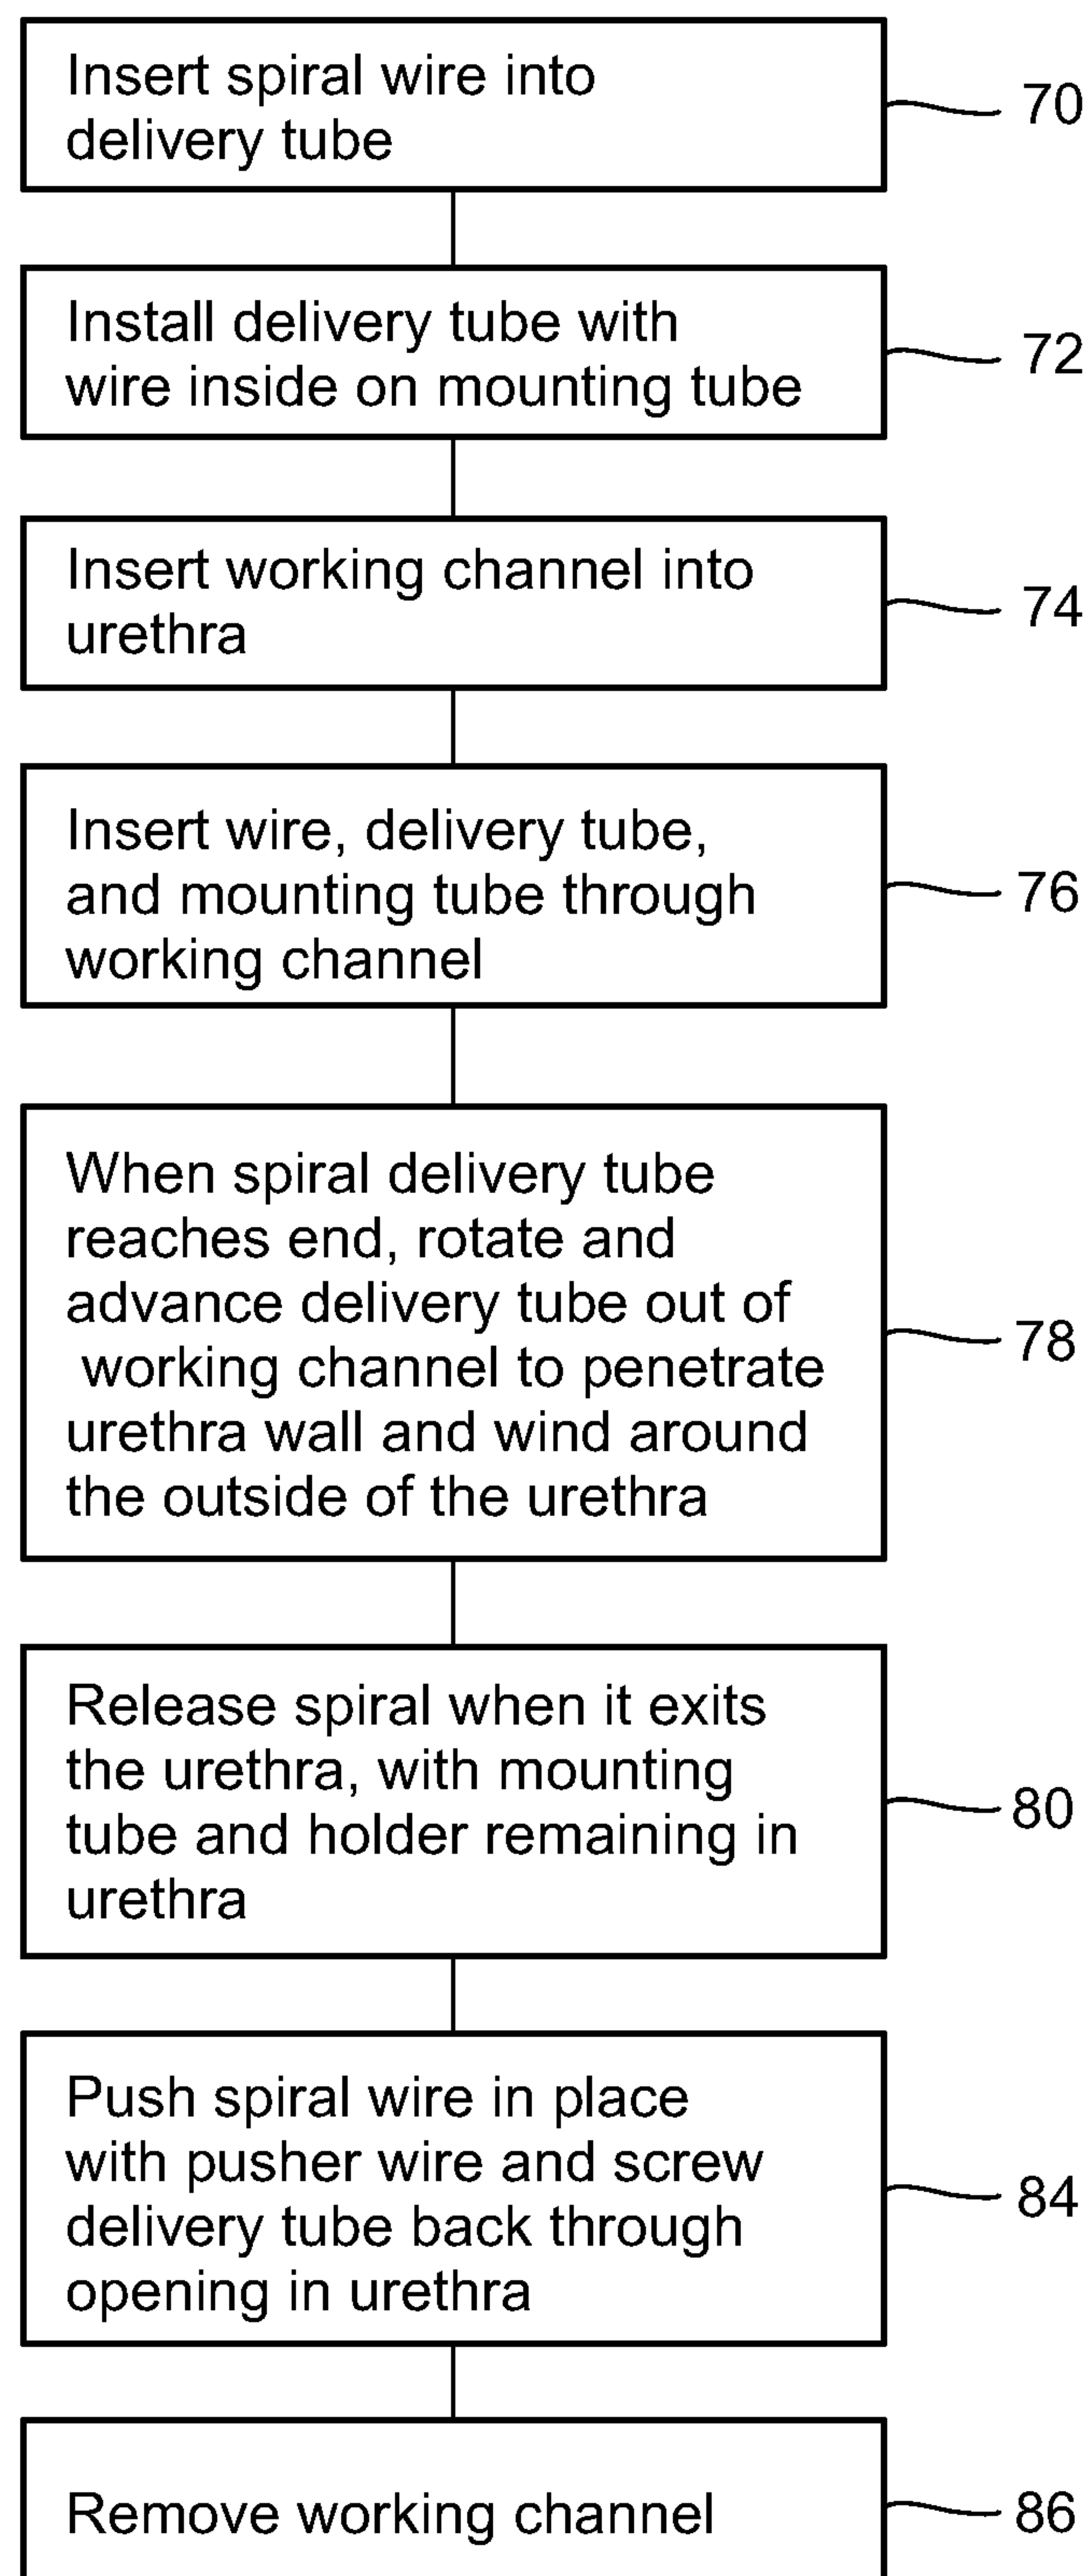 Insert spiral wire into
delivery tube
70
Install delivery tube with
wire inside on mounting tube
72
Insert working channel into
urethra
74
Insert wire, delivery tube,
and mounting tube through
working channel
76
When spiral delivery tube
reaches end, rotate and
advance delivery tube out of
working channel to penetrate
urethra wall and wind around
the outside of the urethra
78
Release spiral when it exits
the urethra, with mounting
tube and holder remaining in
urethra
80
Push spiral wire in place
with pusher wire and screw
delivery tube back through
opening in urethra
84
Remove working channel
86